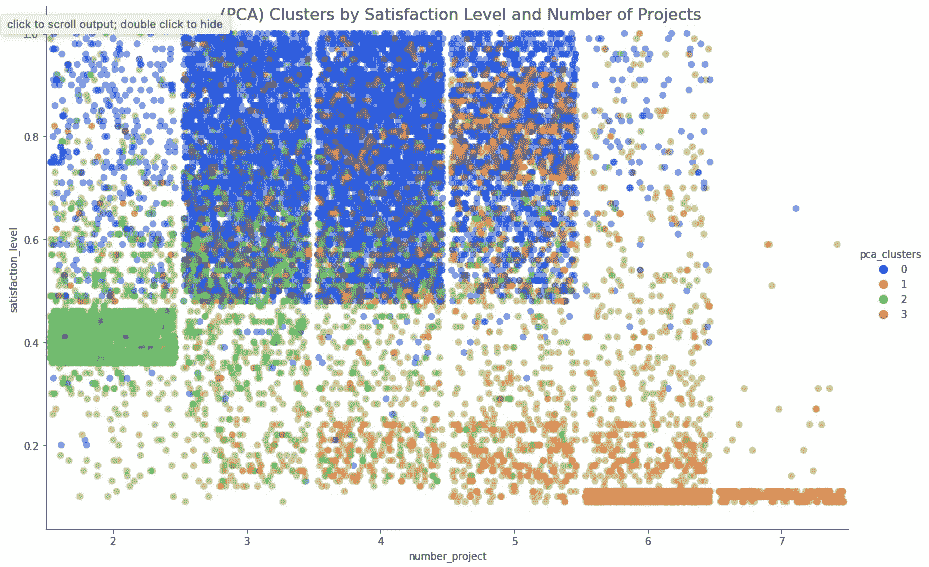 (PCA) Clusters by Satisfaction Level and Number of Projects
click to scroll output; double click to hide
1.0
0.8
0.6
0.4
0.2
satisfaction_level
2 3 4 5 6 7
number_project
pca_clusters
0
1
2
3